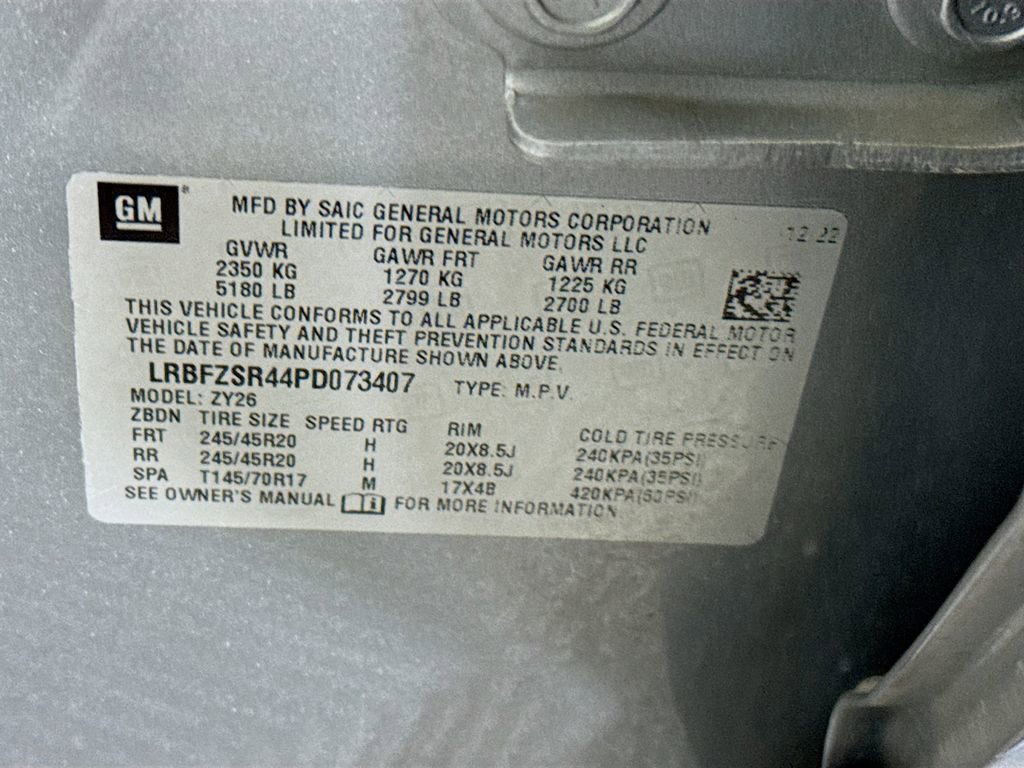 GM
MFD BY SAIC GENERAL MOTORS CORPORATION
LIMITED FOR GENERAL MOTORS LLC
12 22
GVWR GAWR FRT GAWR RR
2350 KG 1270 KG 1225 KG
5180 LB 2799 LB 2700 LB
THIS VEHICLE CONFORMS TO ALL APPLICABLE U.S. FEDERAL MOTOR
VEHICLE SAFETY AND THEFT PREVENTION STANDARDS IN EFFECT ON
THE DATE OF MANUFACTURE SHOWN ABOVE.
LRBFZSR44PD073407 TYPE: M.P.V.
MODEL: ZY26
ZBDN TIRE SIZE SPEED RTG RIM COLD TIRE PRESSURE
FRT 245/45R20 H 20X8.5J 240KPA(35PSI)
RR 245/45R20 H 20X8.5J 240KPA(35PSI)
SPA T145/70R17 M 17X4B 420KPA(60PSI)
SEE OWNER'S MANUAL FOR MORE INFORMATION